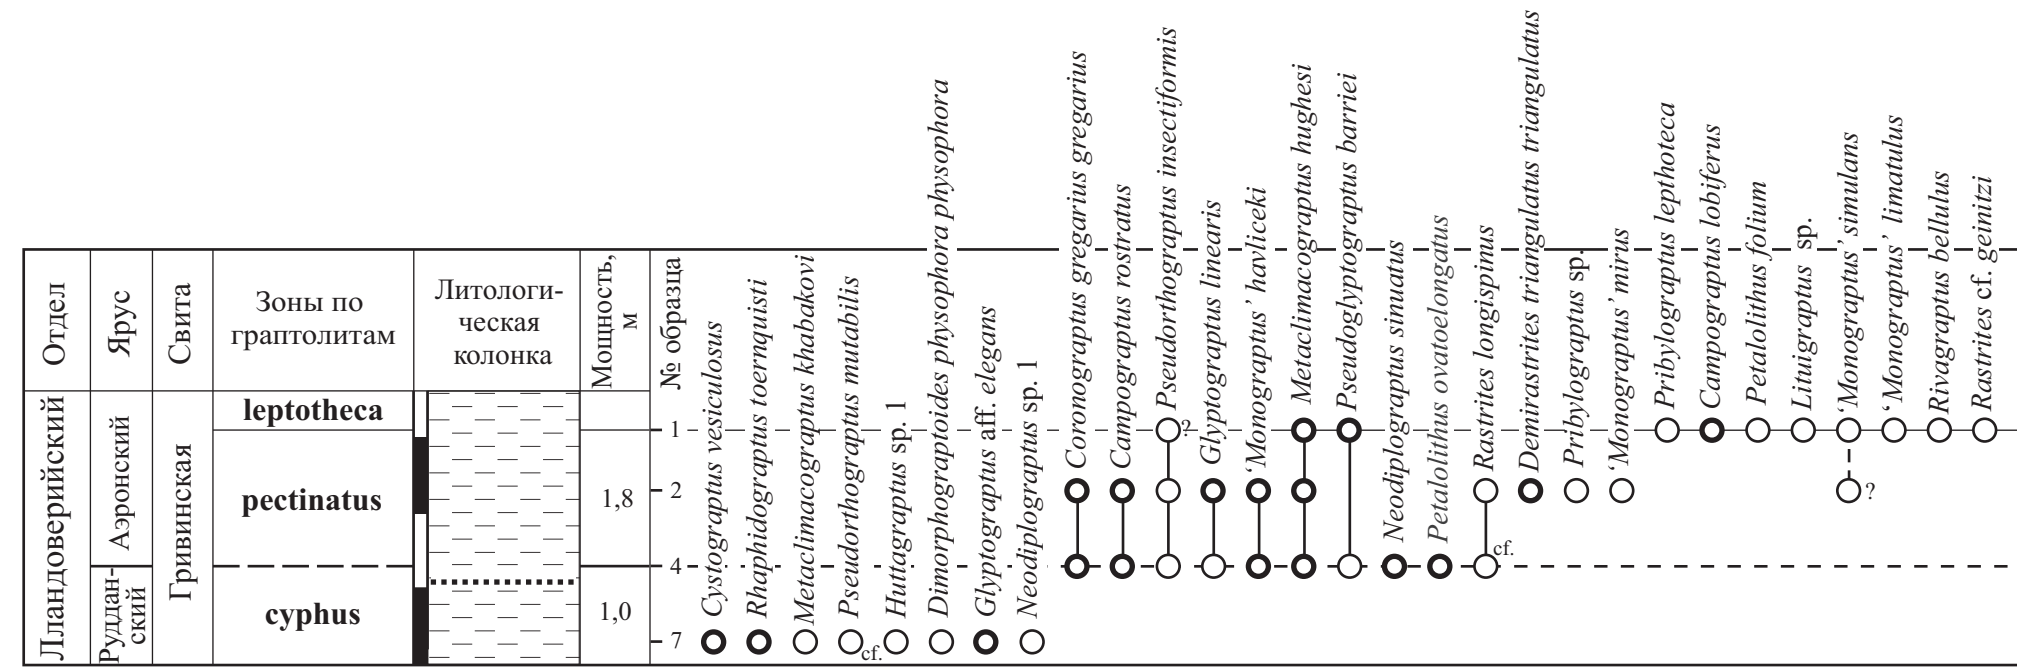 Отдел
Ярус
Свита
Зоны по
граптолитам
Литологи-
ческая
колонка
Мощность,
м
№ образца
Cystograptus vesiculosus
Rhaphidograptus toernquisti
Metaclimacograptus khabakovi
Pseudorthograptus mutabilis
Huttagraptus sp. 1
Dimorphograptoides physophora physophora
Glyptograptus aff. elegans
Neodiplograptus sp. 1
Coronograptus gregarius gregarius
Campograptus rostratus
Pseudorthograptus insectiformis
Glyptograptus linearis
‘Monograptus’ havliceki
Metaclimacograptus hughesi
Pseudoglyptograptus barriei
Neodiplograptus sinuatus
Petalolithus ovatoelongatus
Rastrites longispinus
Demirastrites triangulatus triangulatus
Pribylograptus sp.
‘Monograptus’ mirus
Pribylograptus lepthoteca
Campograptus lobiferus
Petalolithus folium
Lituigraptus sp.
‘Monograptus’ simulans
‘Monograptus’ limatulus
Rivagraptus bellulus
Rastrites cf. geinitzi
Лландоверийский
Аэронский
Руддан-
ский
Гривинская
leptotheca
pectinatus
cyphus
1,8
1,0
1
2
4
7
?
?
cf.
cf.